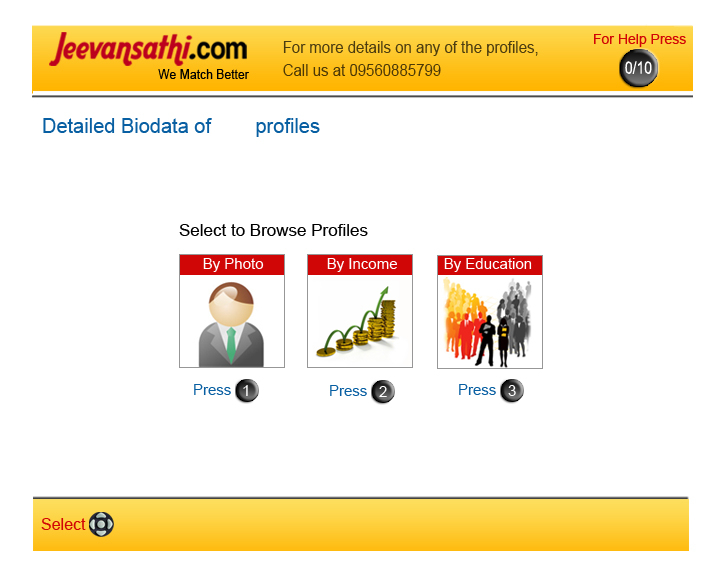 Jeevansathi.com
We Match Better
For more details on any of the profiles,
Call us at 09560885799
For Help Press
0/10
Detailed Biodata of profiles
Select to Browse Profiles
By Photo
By Income
By Education
Press 1
Press 2
Press 3
Select